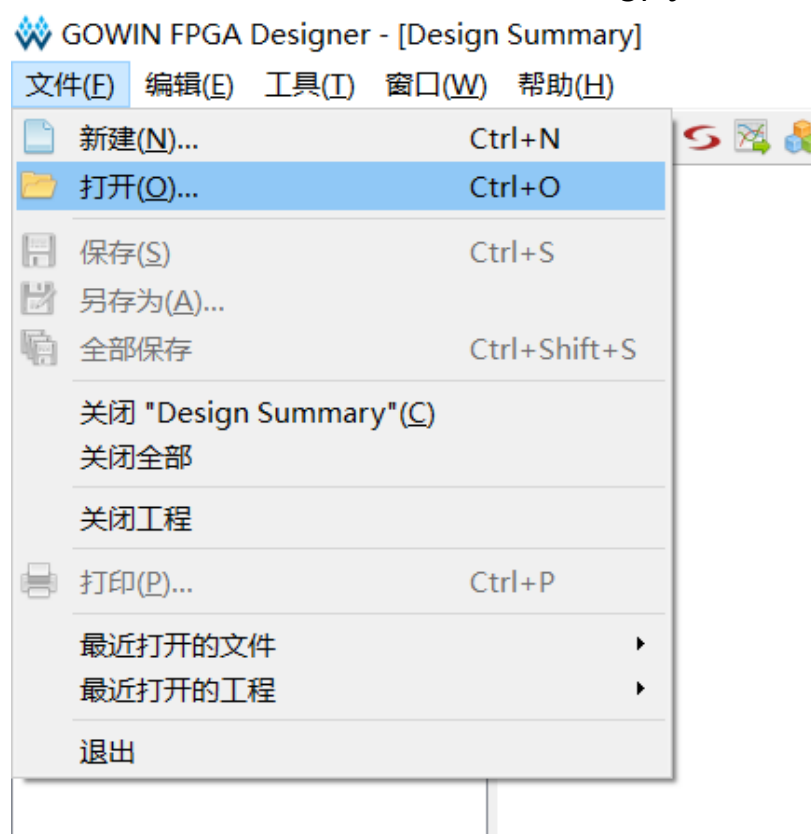 GOWIN FPGA Designer - [Design Summary]
文件(F) 编辑(E) 工具(T) 窗口(W) 帮助(H)
新建(N)... Ctrl+N
打开(O)... Ctrl+O
保存(S) Ctrl+S
另存为(A)...
全部保存 Ctrl+Shift+S
关闭 "Design Summary"(C)
关闭全部
关闭工程
打印(P)... Ctrl+P
最近打开的文件
最近打开的工程
退出